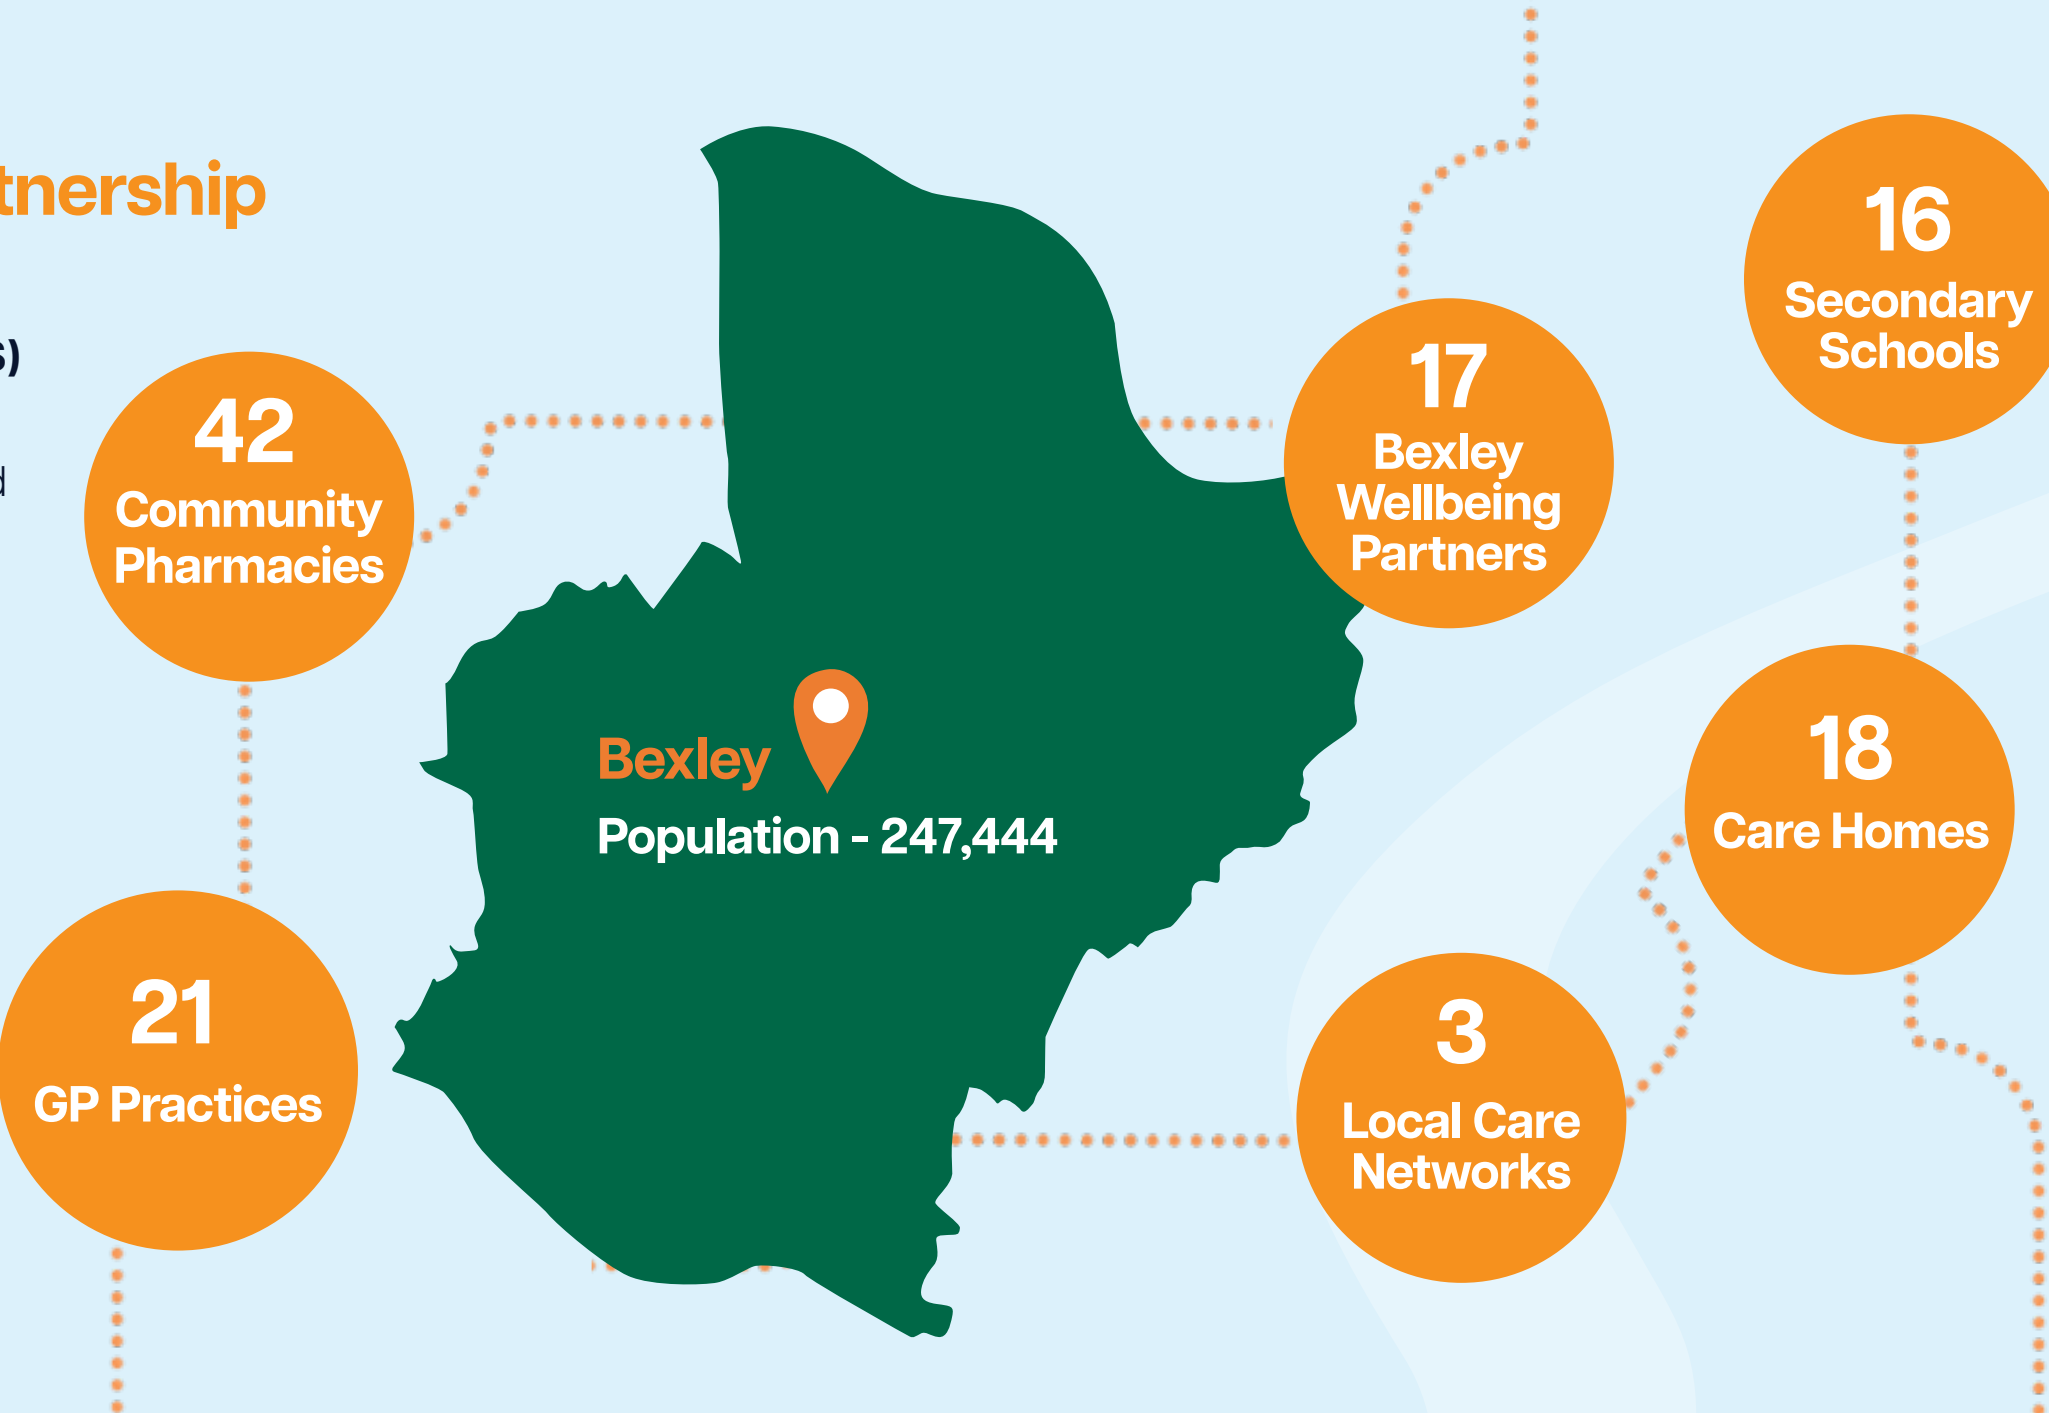 tnership
S)
d
42
Community
Pharmacies
21
GP Practices
Bexley
Population - 247,444
17
Bexley
Wellbeing
Partners
16
Secondary
Schools
18
Care Homes
3
Local Care
Networks